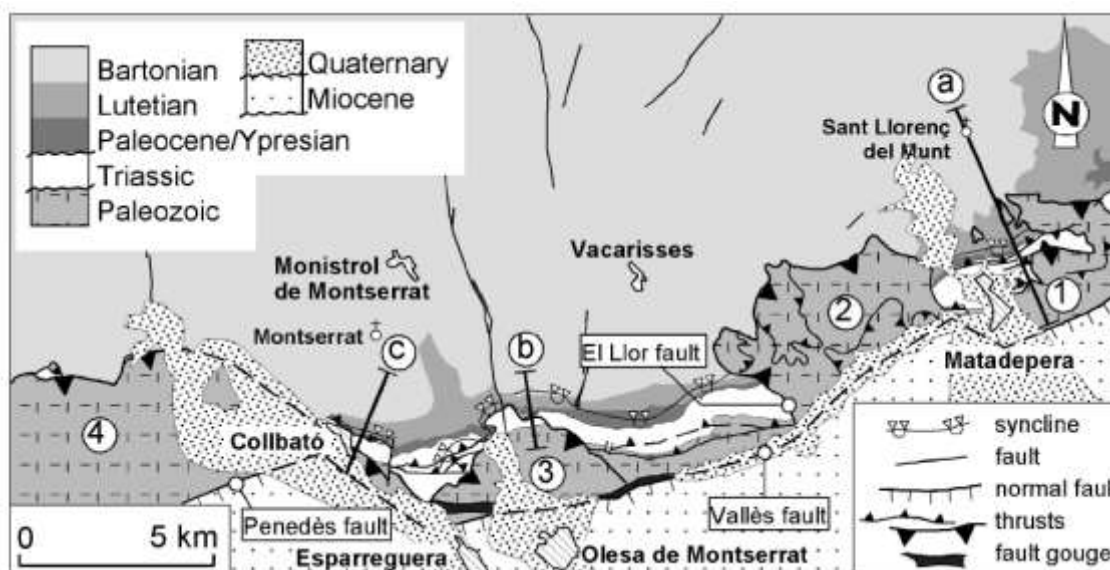 Bartonian
Lutetian
Paleocene/Ypresian
Triassic
Paleozoic
Quaternary
Miocene
a
N
Sant Llorenç
del Munt
Vacarisses
Monistrol
de Montserrat
Montserrat
c
b
El Llor fault
2
1
Matadepera
4
Collbató
3
Penedès fault
Vallès fault
Esparreguera
Olesa de Montserrat
0 5 km
syncline
fault
normal fault
thrusts
fault gouge